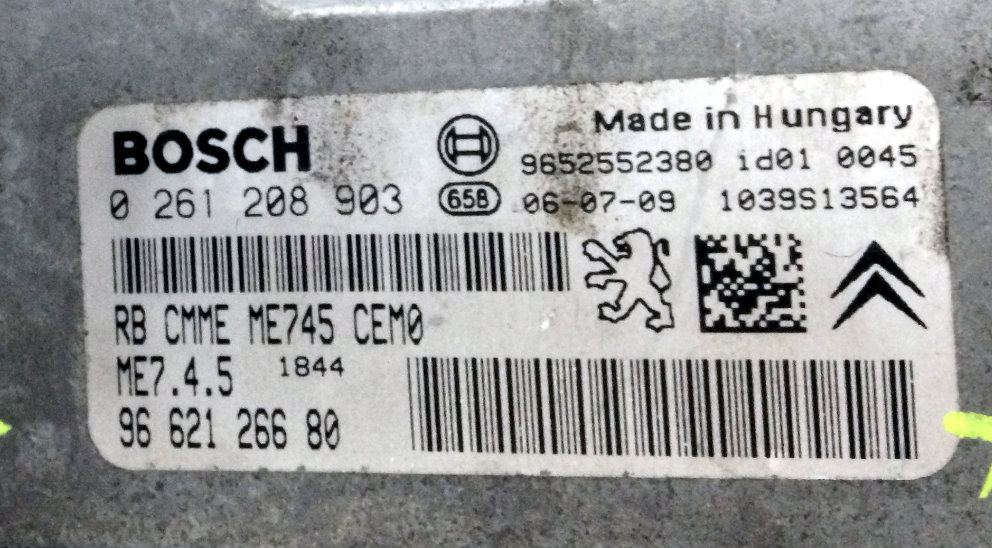 BOSCH
Made in Hungary
9652552380 id01 0045
0 261 208 903
658 06-07-09 1039S13564
RB CMME ME745 CEM0
ME7.4.5 1844
96 621 266 80